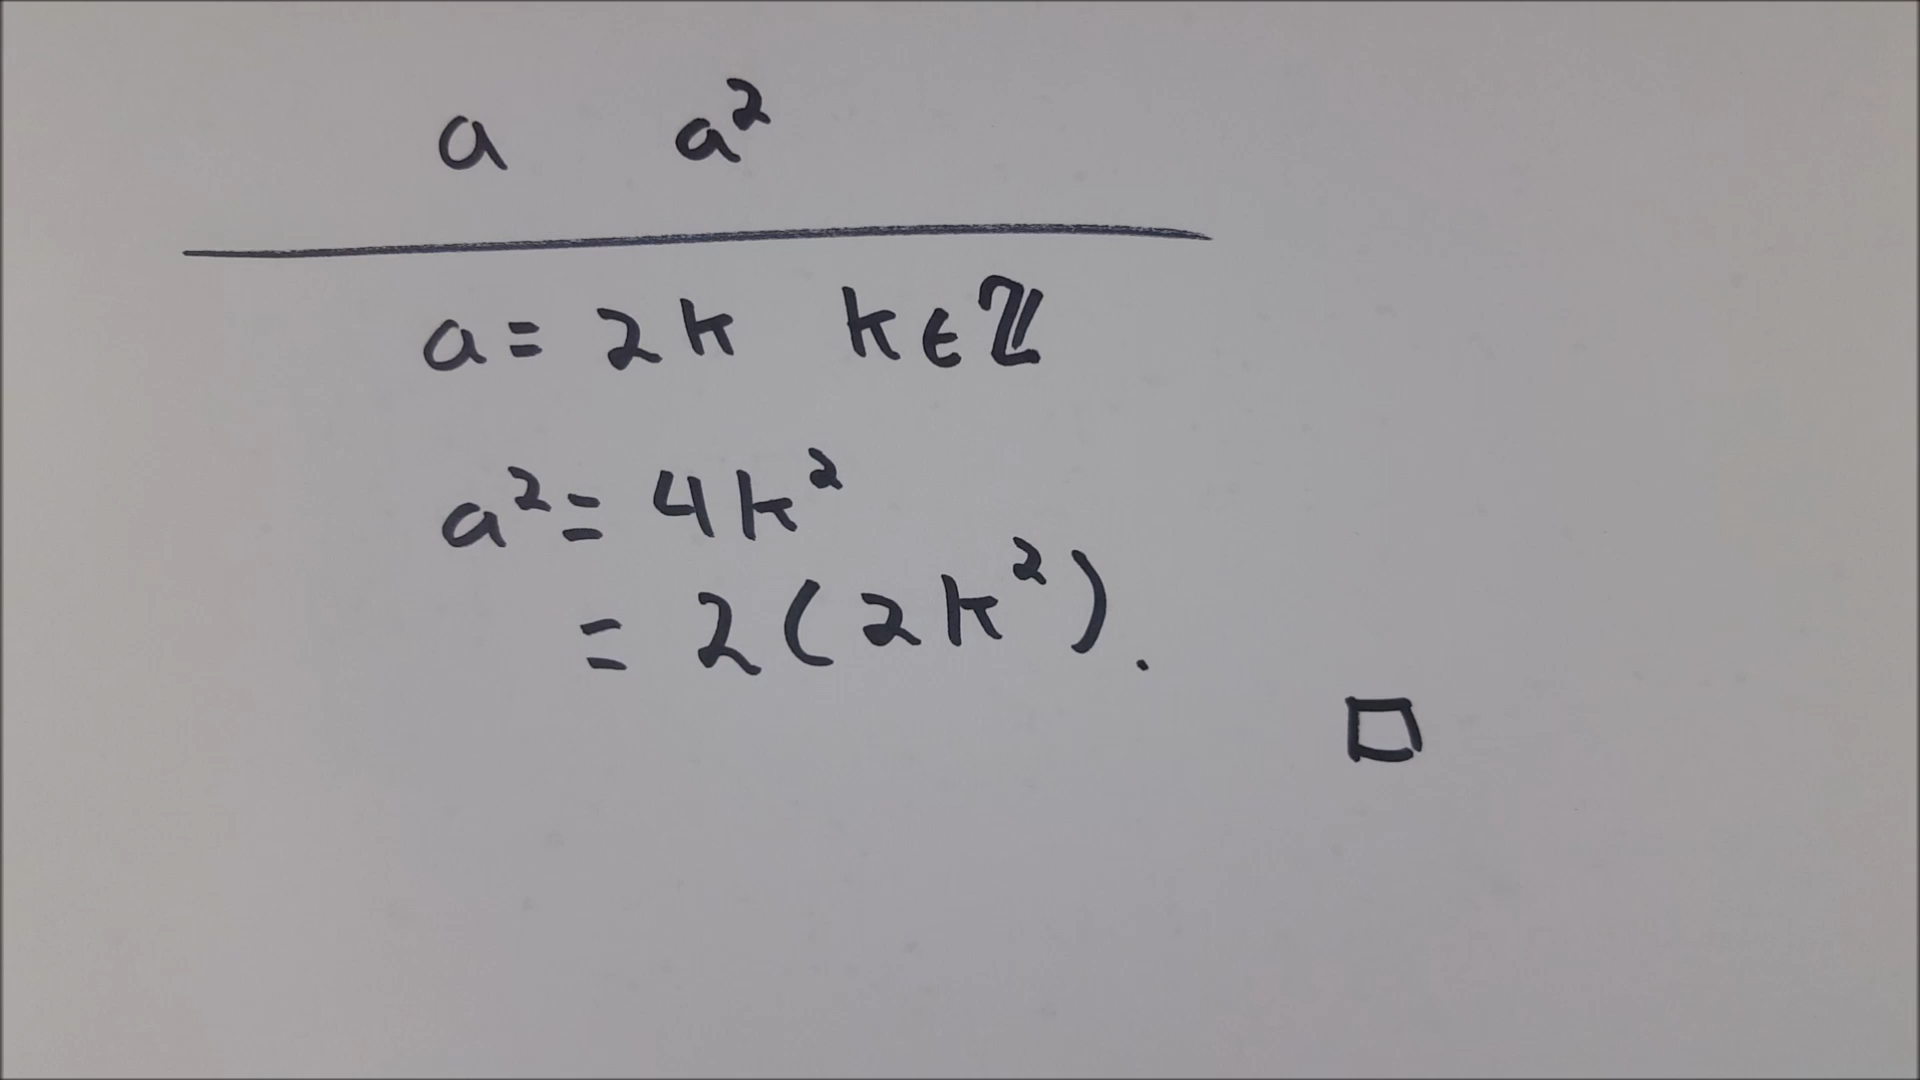 a a²
a = 2k k∈ℤ
a² = 4k²
= 2(2k²).
□